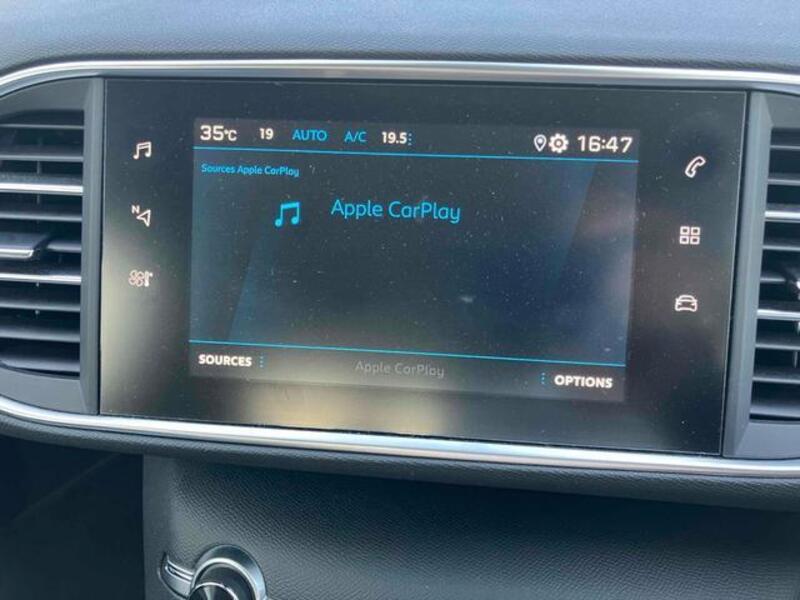 35°C 19 AUTO A/C 19.5 16:47
Sources Apple CarPlay
Apple CarPlay
N
SOURCES Apple CarPlay OPTIONS